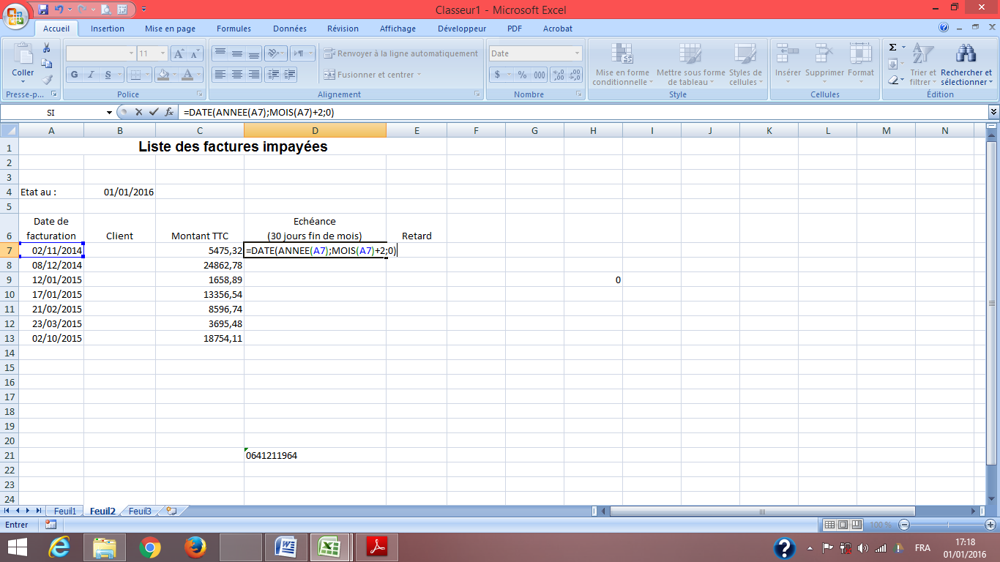 Classeur1 - Microsoft Excel
Accueil Insertion Mise en page Formules Données Révision Affichage Développeur PDF Acrobat
Coller
11
G I S
Renvoyer à la ligne automatiquement
Fusionner et centrer
Date
$ % 000
Mise en forme conditionnelle
Mettre sous forme de tableau
Styles de cellules
Insérer Supprimer Format
Σ
Trier et filtrer
Rechercher et sélectionner
Presse-p... Police Alignement Nombre Style Cellules Édition
SI fx =DATE(ANNEE(A7);MOIS(A7)+2;0)
A B C D E F G H I J K L M N
1 Liste des factures impayées
2
3
4 Etat au : 01/01/2016
5
6 Date de facturation Client Montant TTC Echéance (30 jours fin de mois) Retard
7 02/11/2014 5475,32 =DATE(ANNEE(A7);MOIS(A7)+2;0)
8 08/12/2014 24862,78
9 12/01/2015 1658,89 0
10 17/01/2015 13356,54
11 21/02/2015 8596,74
12 23/03/2015 3695,48
13 02/10/2015 18754,11
14
15
16
17
18
19
20
21 0641211964
22
23
24
Feuil1 Feuil2 Feuil3
Entrer 100 %
FRA 17:18
01/01/2016